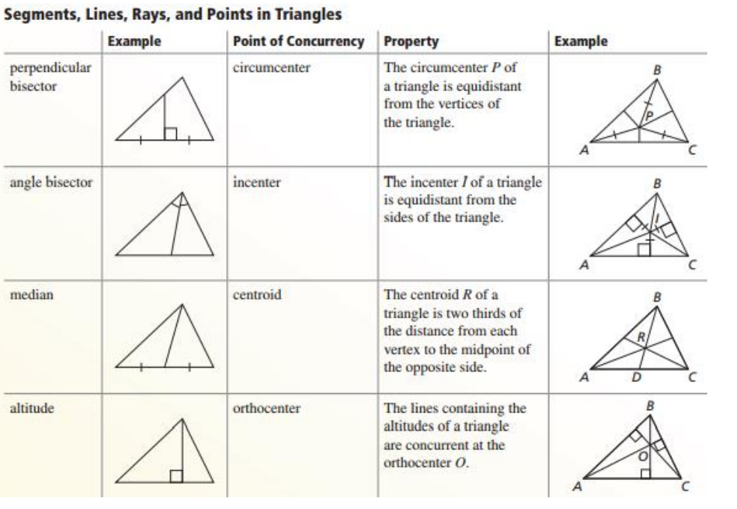 Segments, Lines, Rays, and Points in Triangles
Example Point of Concurrency Property Example
perpendicular
bisector
circumcenter
The circumcenter P of
a triangle is equidistant
from the vertices of
the triangle.
B
P
A C
angle bisector
incenter
The incenter I of a triangle
is equidistant from the
sides of the triangle.
B
I
A C
median
centroid
The centroid R of a
triangle is two thirds of
the distance from each
vertex to the midpoint of
the opposite side.
B
R
A D C
altitude
orthocenter
The lines containing the
altitudes of a triangle
are concurrent at the
orthocenter O.
B
O
A C